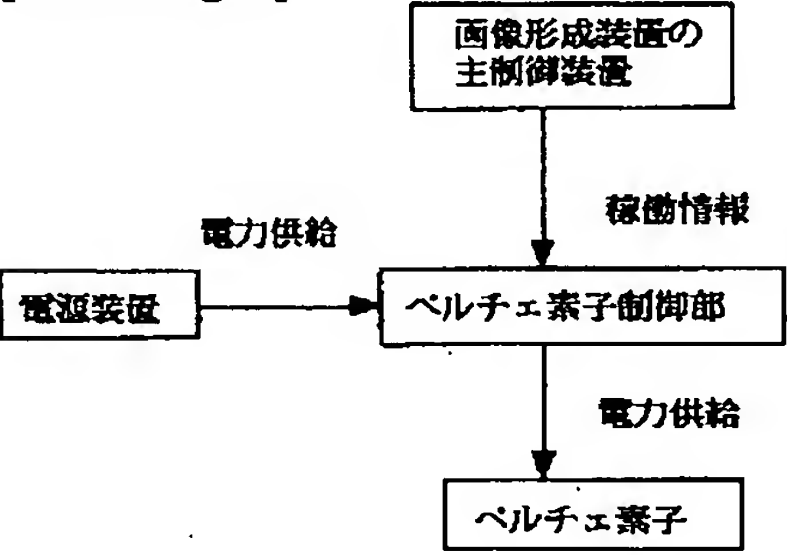 画像形成装置の
主制御装置
稼働情報
電力供給
電源装置
ペルチェ素子制御部
電力供給
ペルチェ素子